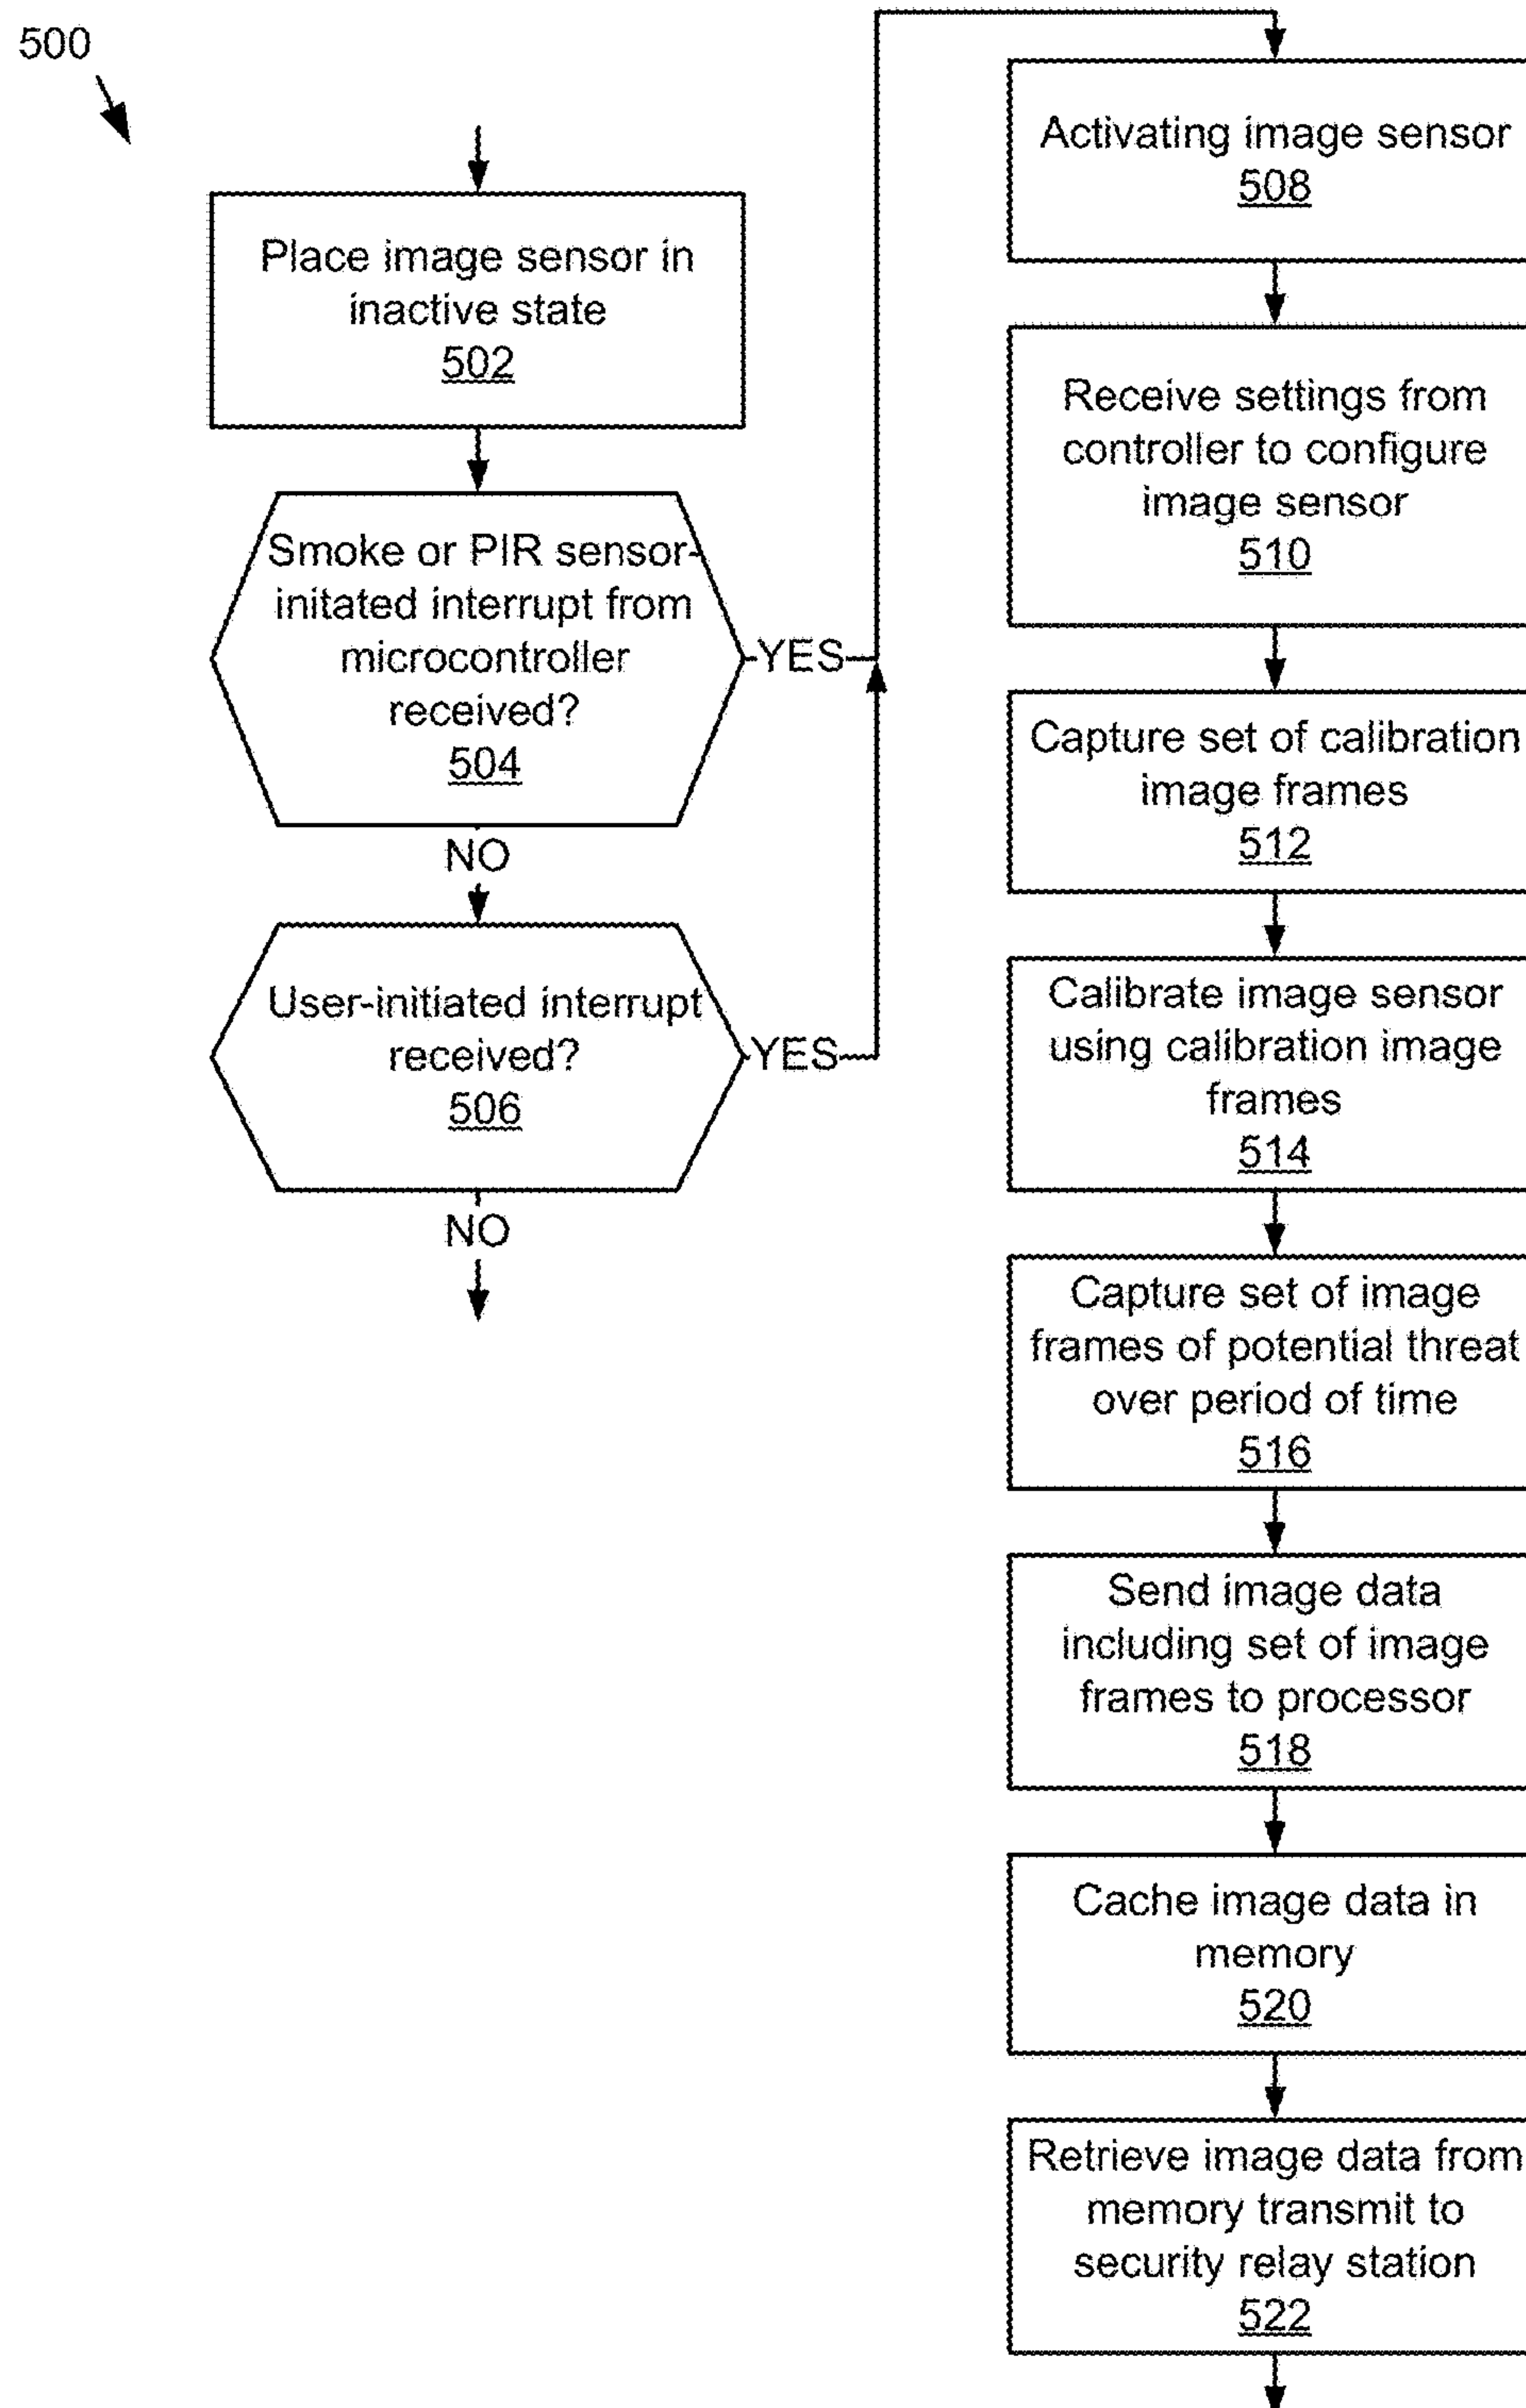 500
Place image sensor in
inactive state
502
Smoke or PIR sensor-
initated interrupt from
microcontroller
received?
504
YES
NO
User-initiated interrupt
received?
506
YES
NO
Activating image sensor
508
Receive settings from
controller to configure
image sensor
510
Capture set of calibration
image frames
512
Calibrate image sensor
using calibration image
frames
514
Capture set of image
frames of potential threat
over period of time
516
Send image data
including set of image
frames to processor
518
Cache image data in
memory
520
Retrieve image data from
memory transmit to
security relay station
522